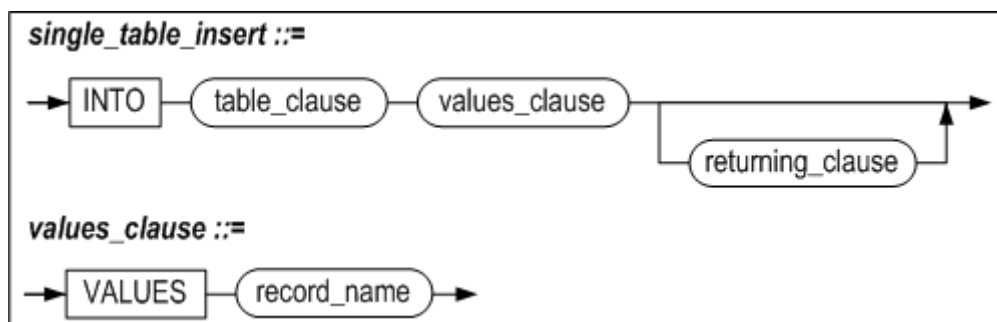 single_table_insert ::=
INTO table_clause values_clause
returning_clause
values_clause ::=
VALUES record_name